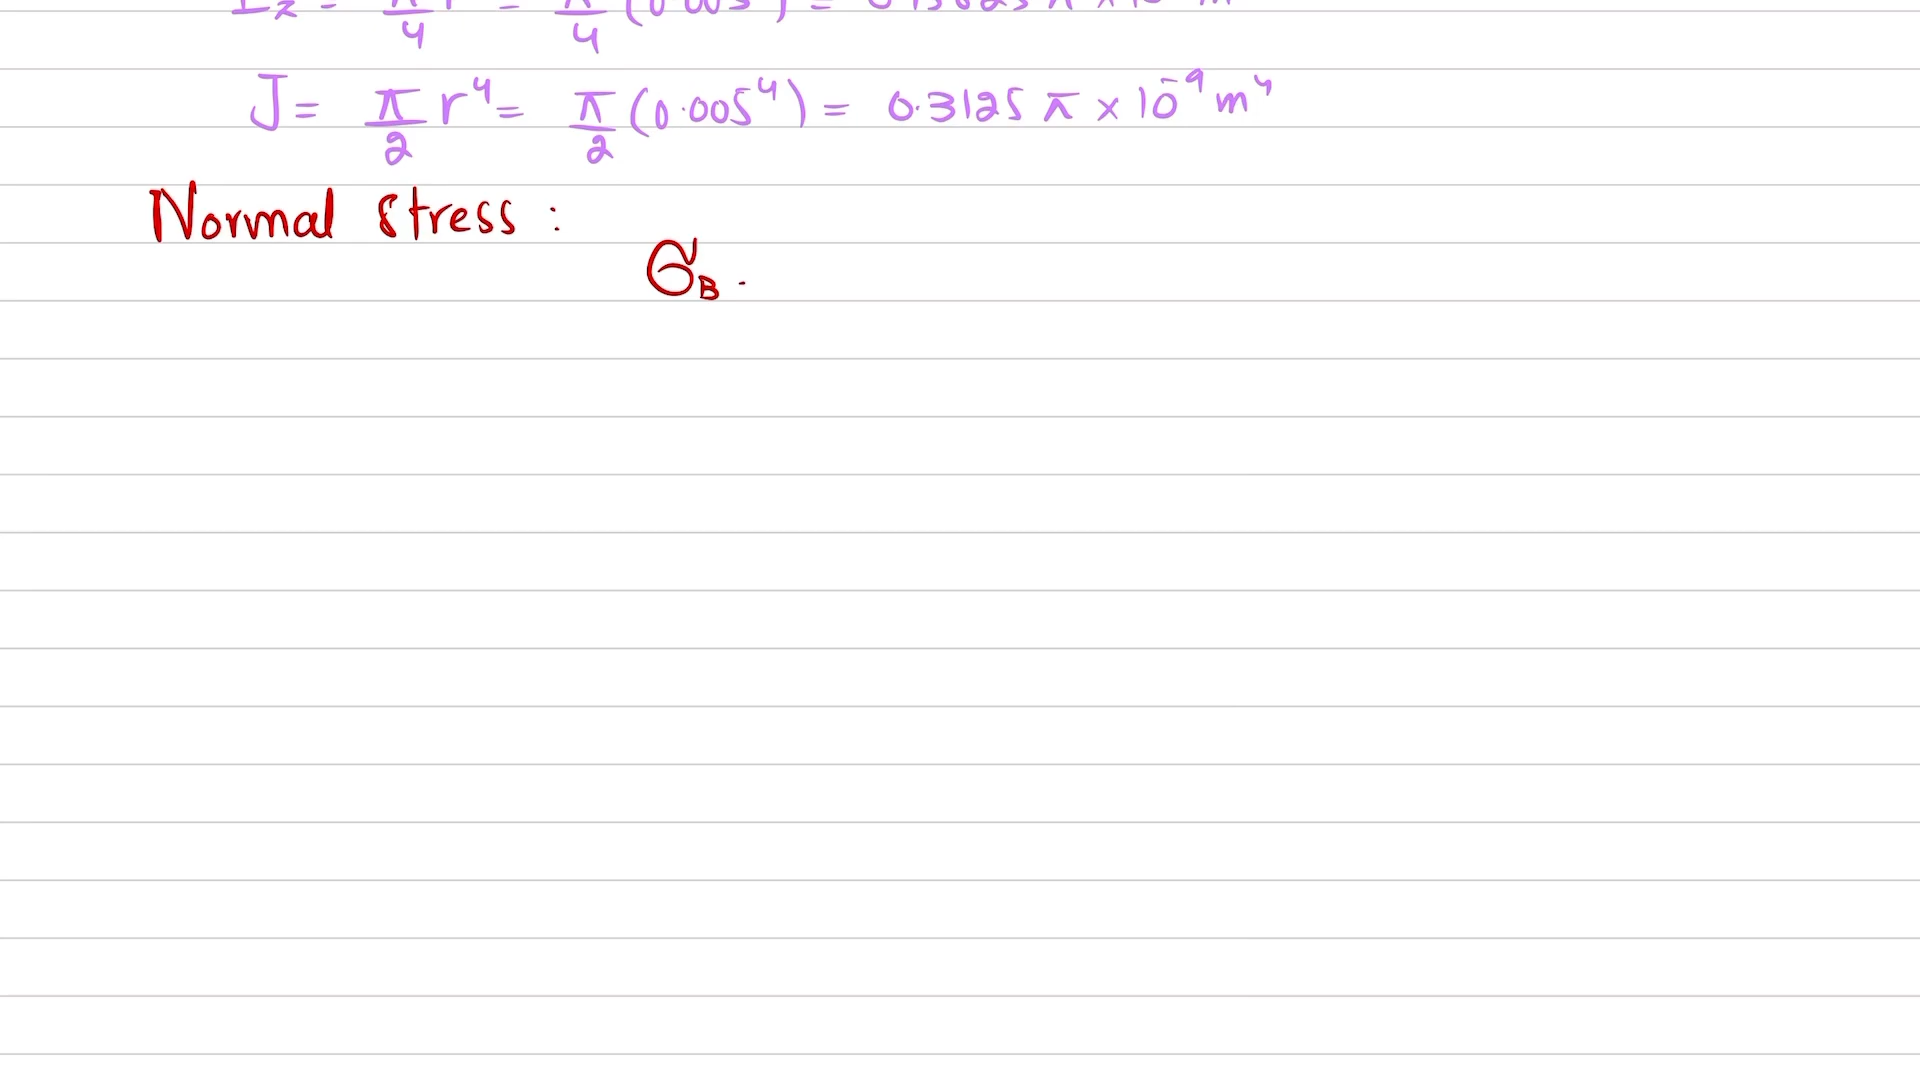 J = π/2 r⁴ = π/2 (0.005⁴) = 0.3125 π × 10⁻⁹ m⁴
Normal stress :
σB